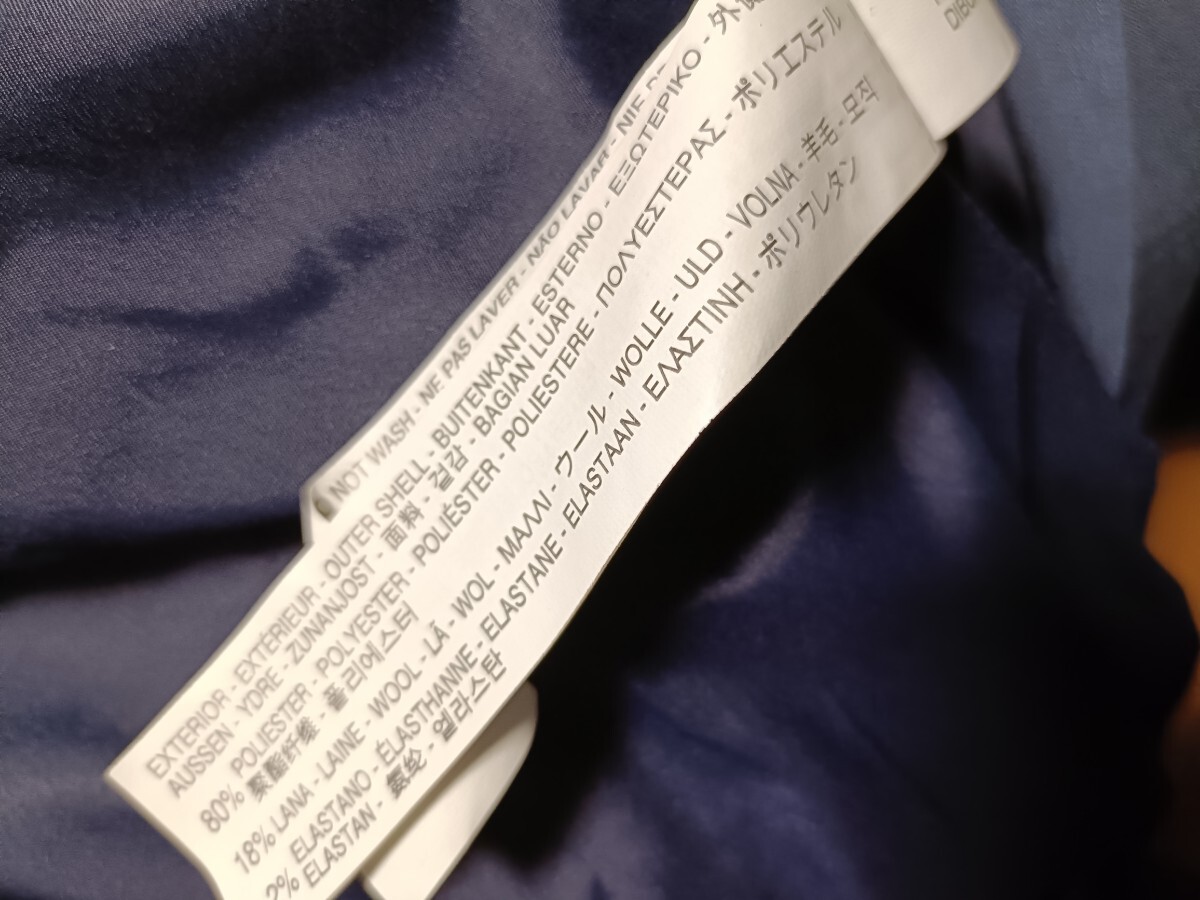 NOT WASH - NE PAS LAVER - NÃO LAVAR -
EXTERIOR - EXTÉRIEUR - OUTER SHELL - BUITENKANT - ESTERNO - ΕΞΩΤΕΡΙΚΟ -
AUSSEN - YDRE - ZUNANJOST - 面料 - 겉감 - BAGIAN LUAR
80% POLIESTER - POLYESTER - POLIÉSTER - POLIESTERE - ΠΟΛΥΕΣΤΕΡΑΣ - ポリエステル
聚酯纤维 - 폴리에스터
18% LANA - LAINE - WOOL - LÃ - WOL - ΜΑΛΛΙ - ウール - WOLLE - ULD - VOLNA - 羊毛 - 모직
2% ELASTANO - ÉLASTHANNE - ELASTANE - ELASTAAN - ΕΛΑΣΤΙΝΗ - ポリウレタン
ELASTAN - 氨纶 - 엘라스탄